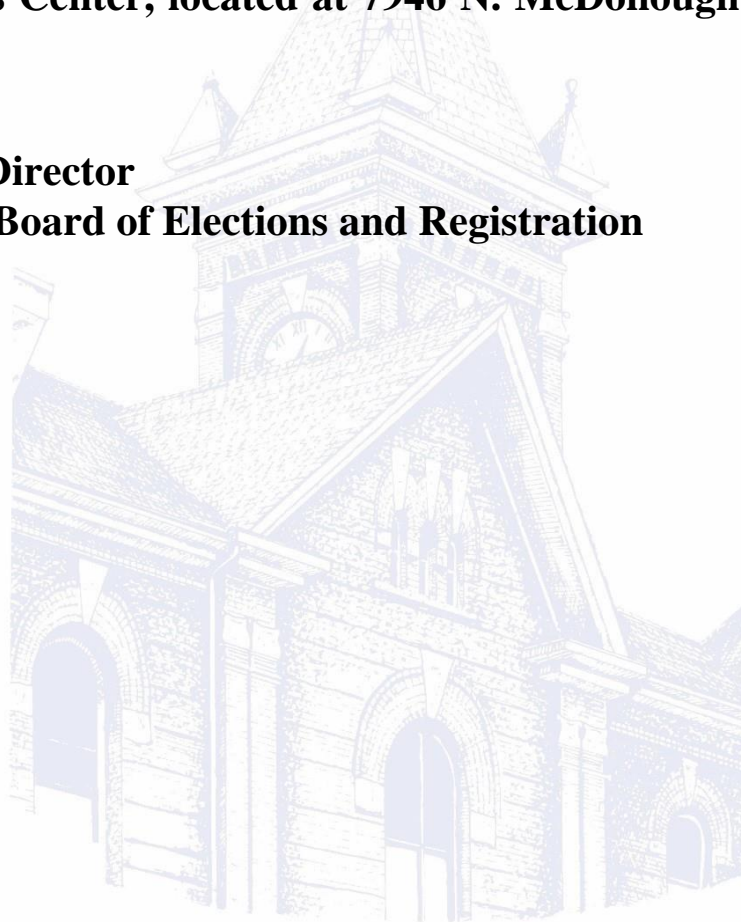 s Center, located at 7946 N. McDonough
Director
Board of Elections and Registration